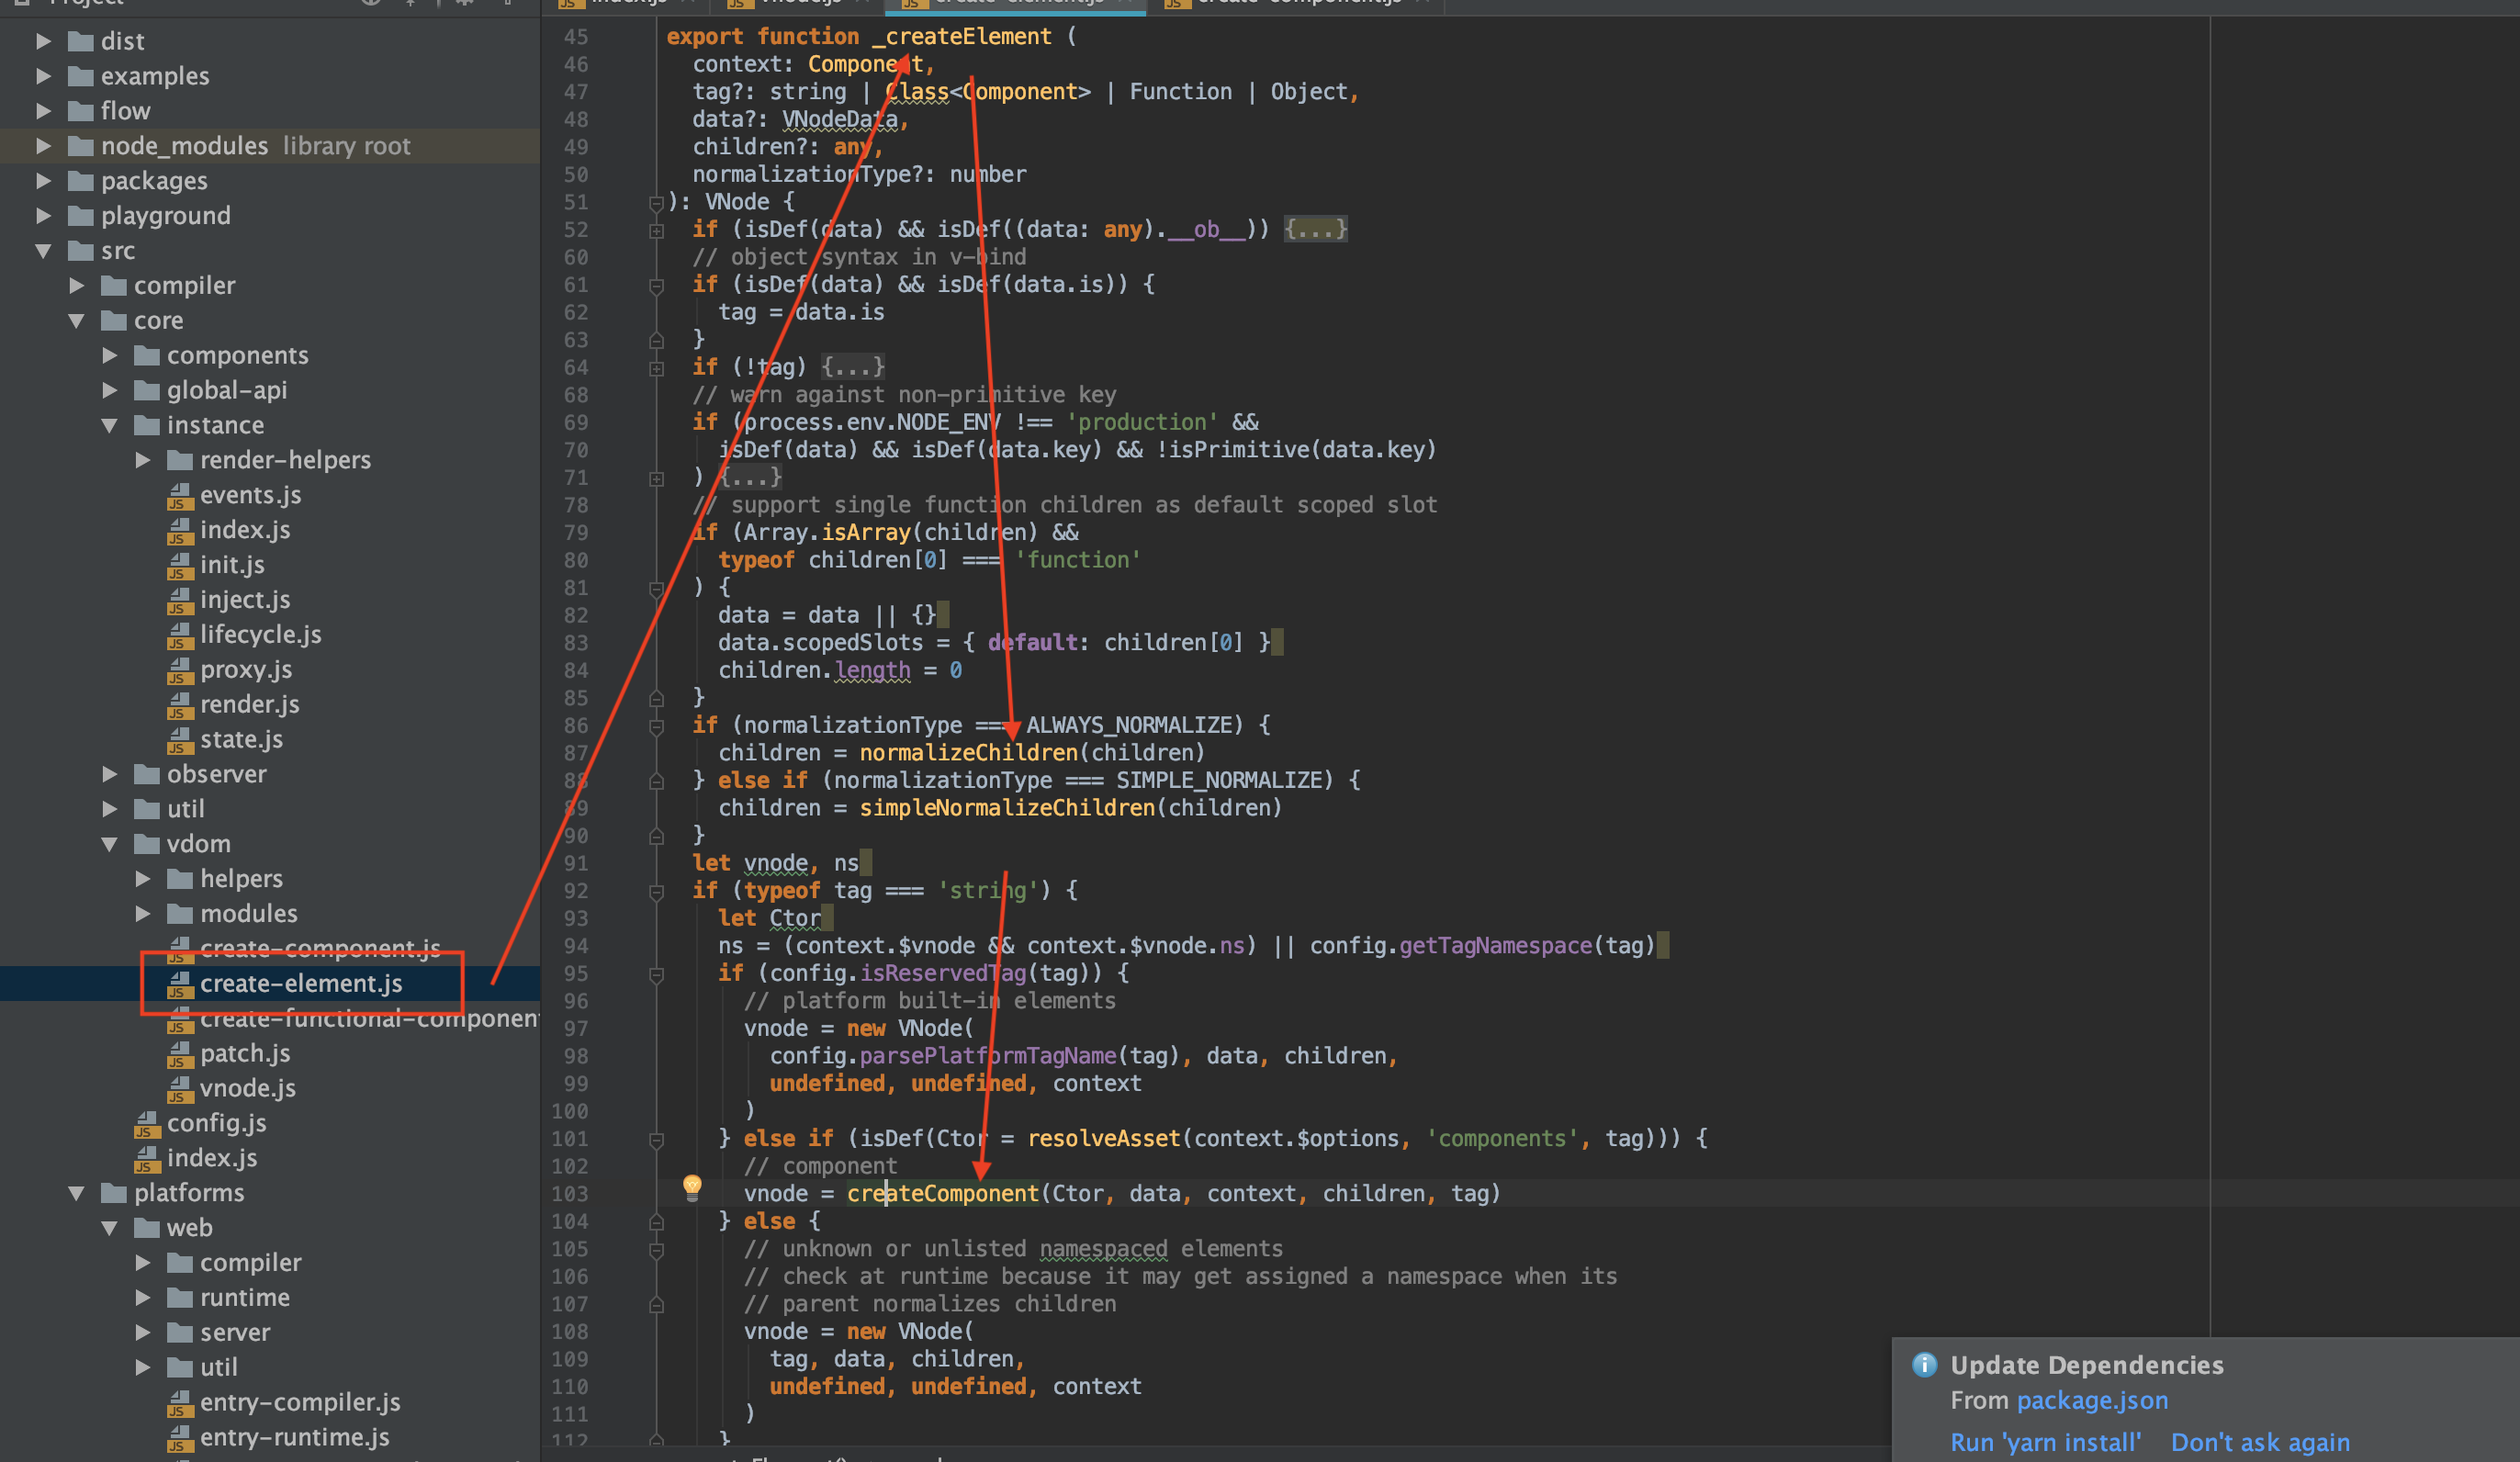 Project
dist
examples
flow
node_modules library root
packages
playground
src
compiler
core
components
global-api
instance
render-helpers
events.js
index.js
init.js
inject.js
lifecycle.js
proxy.js
render.js
state.js
observer
util
vdom
helpers
modules
create-component.js
create-element.js
create-functional-component
patch.js
vnode.js
config.js
index.js
platforms
web
compiler
runtime
server
util
entry-compiler.js
entry-runtime.js
index.js vnode.js create-element.js create-component.js
45 export function _createElement (
46 context: Component,
47 tag?: string | Class<Component> | Function | Object,
48 data?: VNodeData,
49 children?: any,
50 normalizationType?: number
51 ): VNode {
52 if (isDef(data) && isDef((data: any).__ob__)) {...}
60 // object syntax in v-bind
61 if (isDef(data) && isDef(data.is)) {
62 tag = data.is
63 }
64 if (!tag) {...}
68 // warn against non-primitive key
69 if (process.env.NODE_ENV !== 'production' &&
70 isDef(data) && isDef(data.key) && !isPrimitive(data.key)
71 ) {...}
78 // support single function children as default scoped slot
79 if (Array.isArray(children) &&
80 typeof children[0] === 'function'
81 ) {
82 data = data || {}
83 data.scopedSlots = { default: children[0] }
84 children.length = 0
85 }
86 if (normalizationType === ALWAYS_NORMALIZE) {
87 children = normalizeChildren(children)
88 } else if (normalizationType === SIMPLE_NORMALIZE) {
89 children = simpleNormalizeChildren(children)
90 }
91 let vnode, ns
92 if (typeof tag === 'string') {
93 let Ctor
94 ns = (context.$vnode && context.$vnode.ns) || config.getTagNamespace(tag)
95 if (config.isReservedTag(tag)) {
96 // platform built-in elements
97 vnode = new VNode(
98 config.parsePlatformTagName(tag), data, children,
99 undefined, undefined, context
100 )
101 } else if (isDef(Ctor = resolveAsset(context.$options, 'components', tag))) {
102 // component
103 vnode = createComponent(Ctor, data, context, children, tag)
104 } else {
105 // unknown or unlisted namespaced elements
106 // check at runtime because it may get assigned a namespace when its
107 // parent normalizes children
108 vnode = new VNode(
109 tag, data, children,
110 undefined, undefined, context
111 )
112 }
Update Dependencies
From package.json
Run 'yarn install' Don't ask again